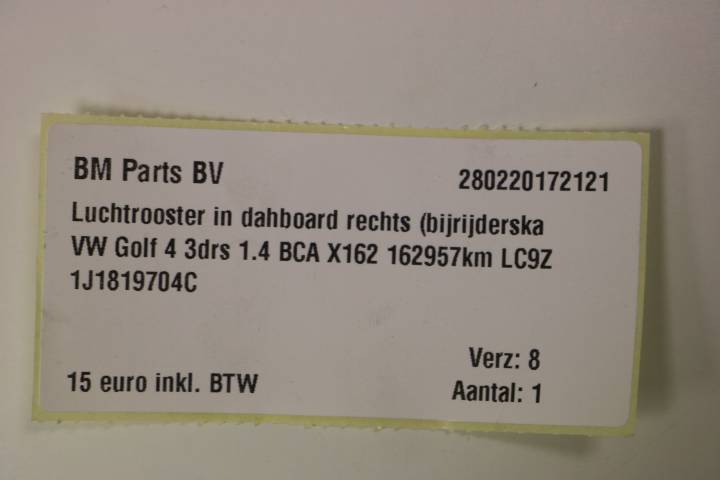 BM Parts BV 280220172121
Luchtrooster in dahboard rechts (bijrijderska
VW Golf 4 3drs 1.4 BCA X162 162957km LC9Z
1J1819704C
Verz: 8
15 euro inkl. BTW Aantal: 1